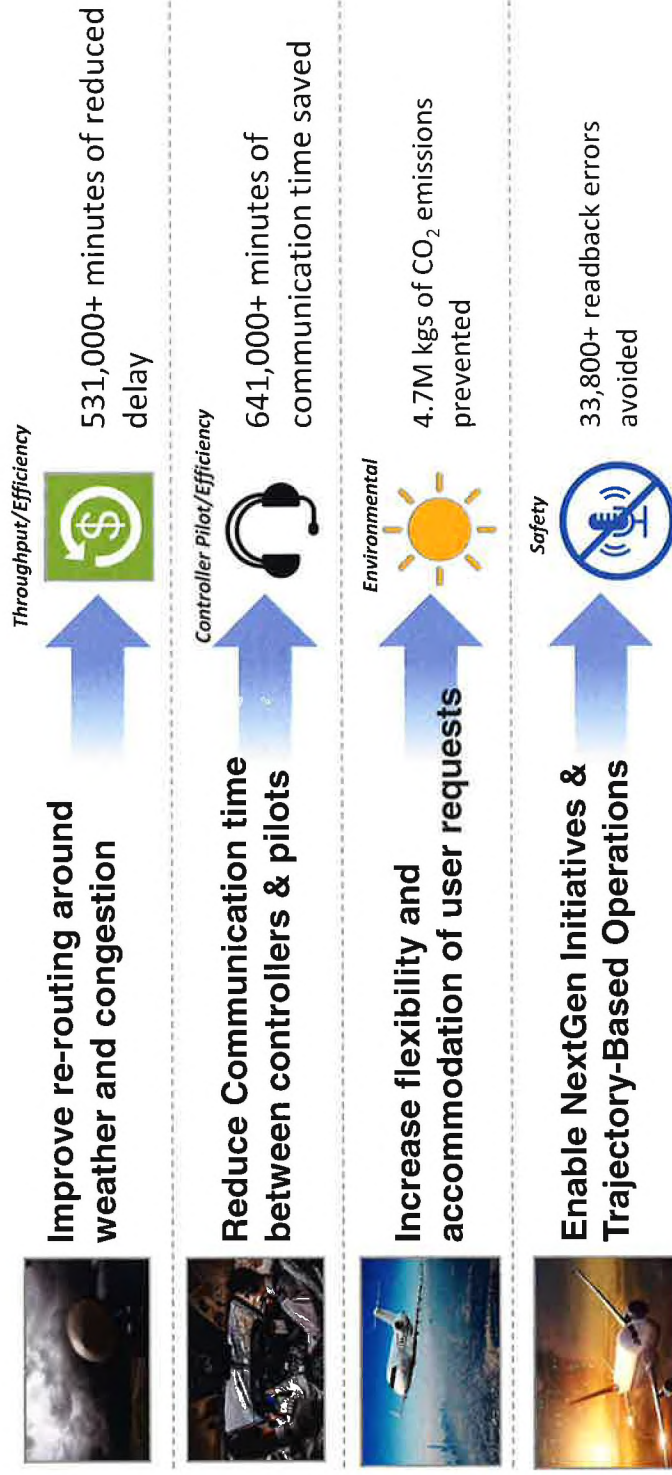 Improve re-routing around
weather and congestion
Throughput/Efficiency
$
531,000+ minutes of reduced
delay
Reduce Communication time
between controllers & pilots
Controller Pilot/Efficiency
641,000+ minutes of
communication time saved
Increase flexibility and
accommodation of user requests
Environmental
4.7M kgs of CO₂ emissions
prevented
Enable NextGen Initiatives &
Trajectory-Based Operations
Safety
33,800+ readback errors
avoided